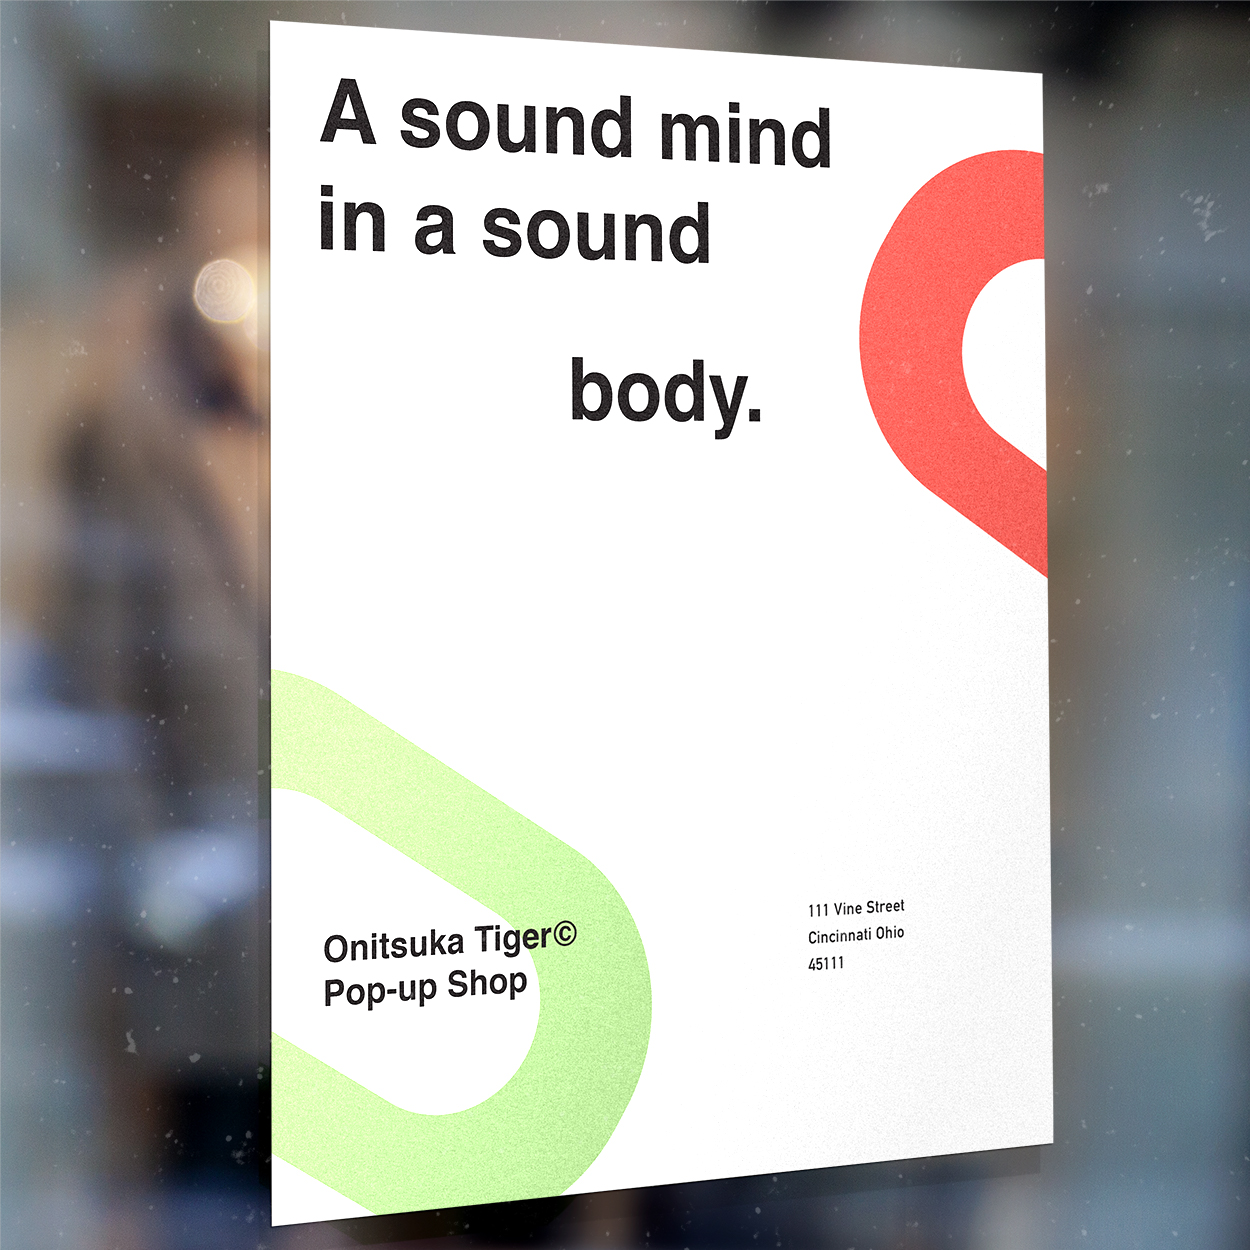 A sound mind
in a sound
body.
Onitsuka Tiger©
Pop-up Shop
111 Vine Street
Cincinnati Ohio
45111